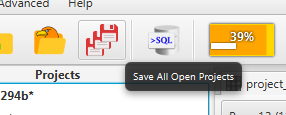 Advanced Help
>SQL
39%
Projects
Save All Open Projects
294b*
project_